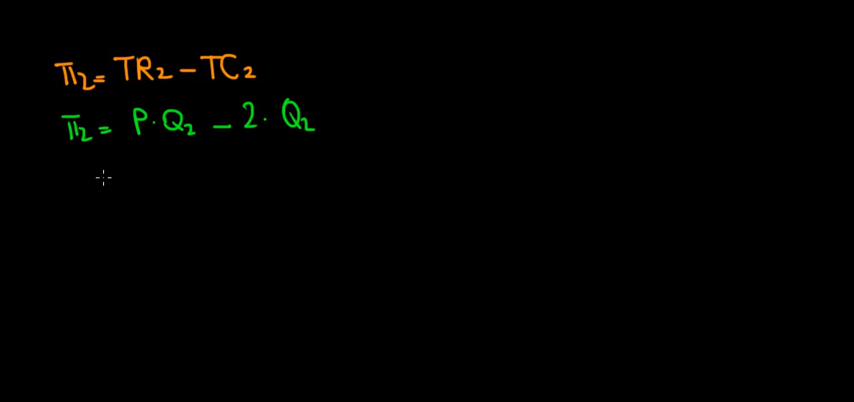 π₂ = TR₂ - TC₂
π₂ = P·Q₂ - 2·Q₂